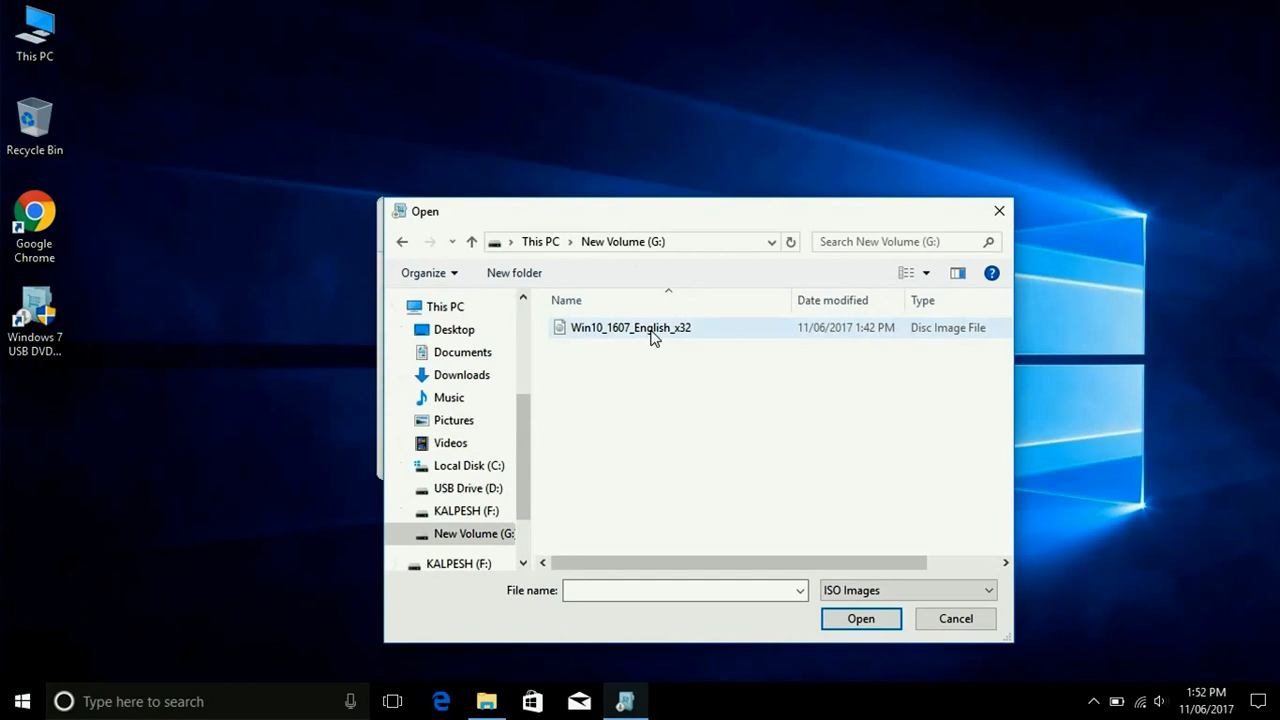 This PC
Recycle Bin
Google
Chrome
Windows 7
USB DVD...
Open
This PC
New Volume (G:)
Search New Volume (G:)
Organize
New folder
?
Name
Date modified
Type
This PC
Desktop
Documents
Downloads
Music
Pictures
Videos
Local Disk (C:)
USB Drive (D:)
KALPESH (F:)
New Volume (G:
KALPESH (F:)
Win10_1607_English_x32
11/06/2017 1:42 PM
Disc Image File
File name:
ISO Images
Open
Cancel
Type here to search
1:52 PM
11/06/2017